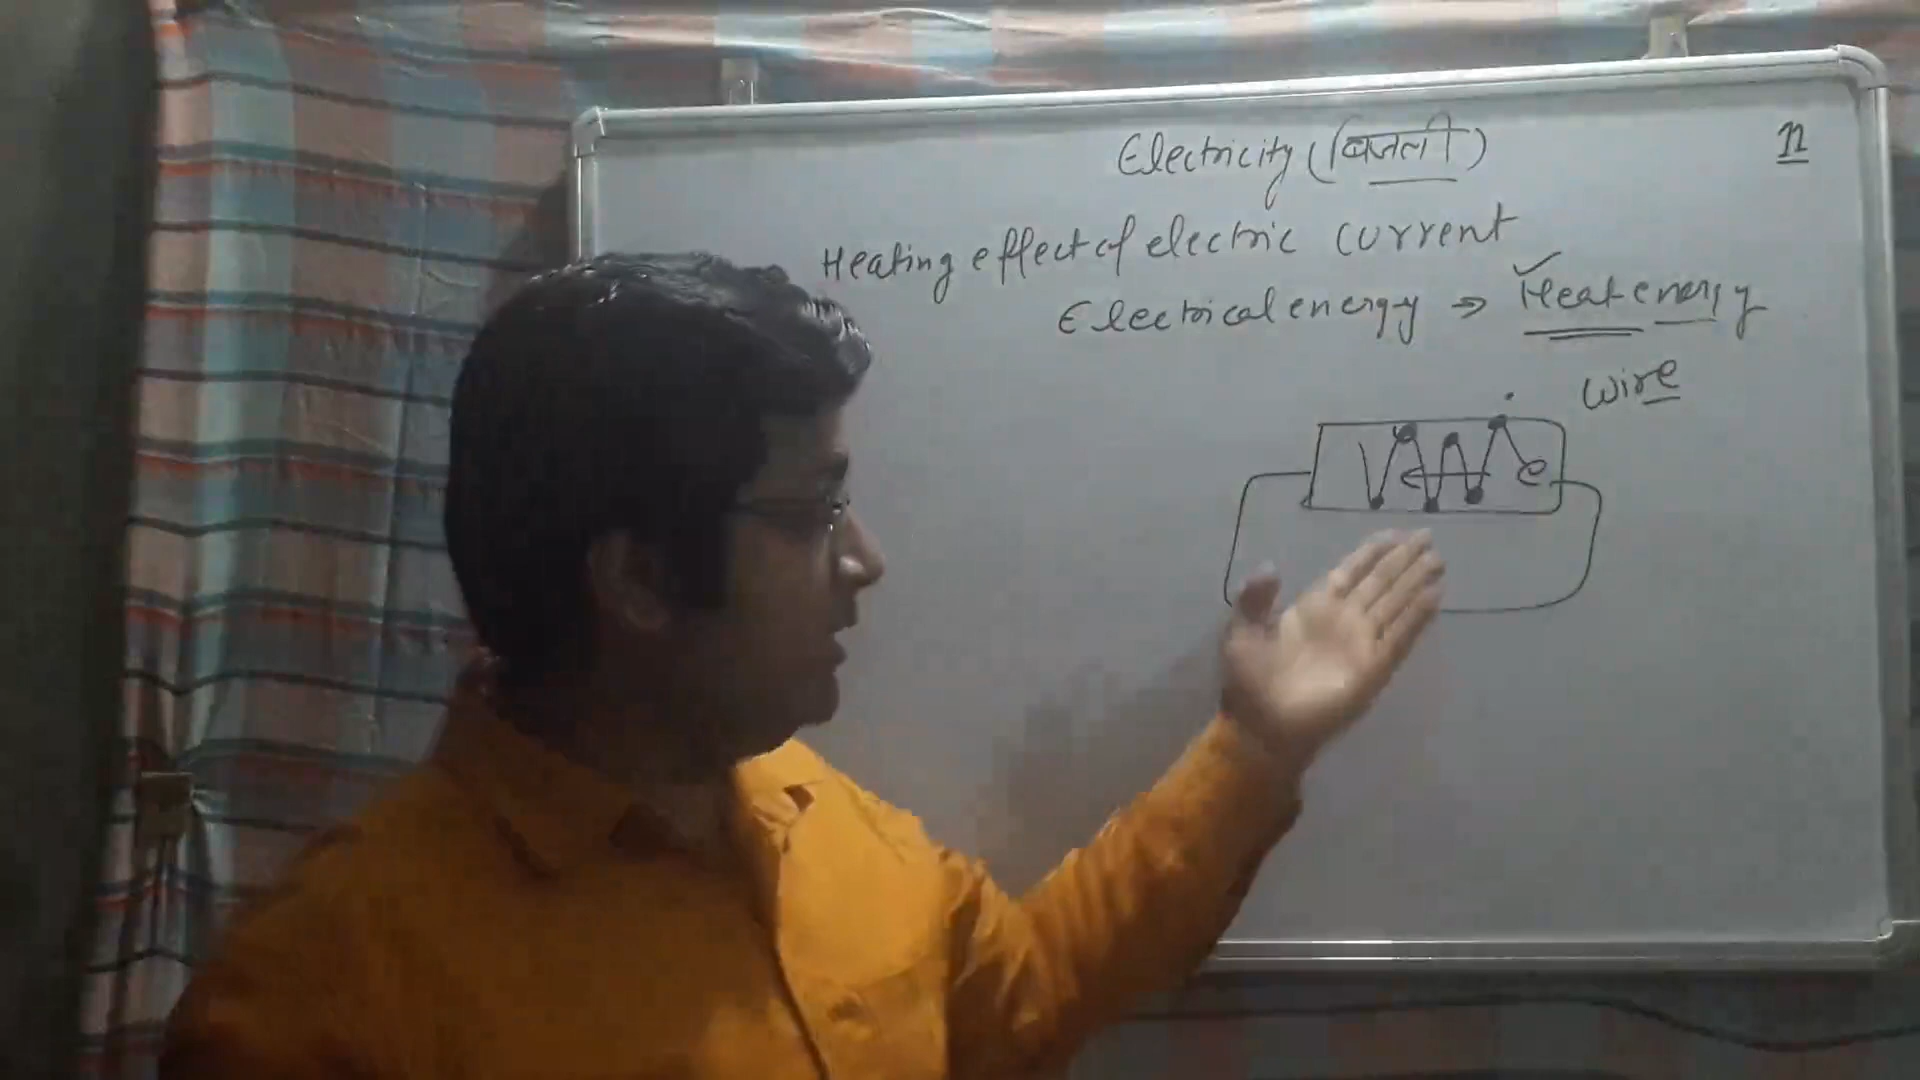 Electricity (बिजली)
11
Heating effect of electric current
Electrical energy → Heat energy
Wire
e